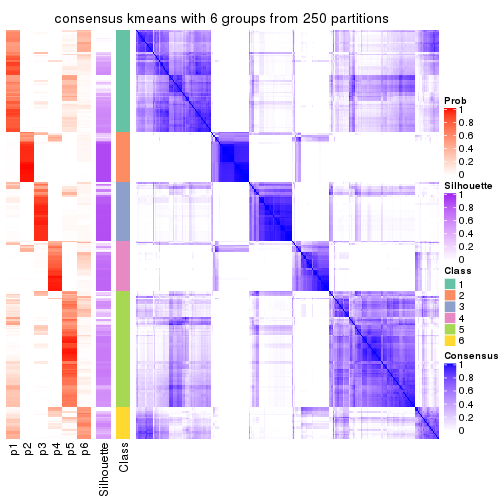 consensus kmeans with 6 groups from 250 partitions
Prob
1
0.8
0.6
0.4
0.2
0
Silhouette
1
0.8
0.6
0.4
0.2
0
Class
1
2
3
4
5
6
Consensus
1
0.8
0.6
0.4
0.2
0
p1
p2
p3
p4
p5
p6
Silhouette
Class